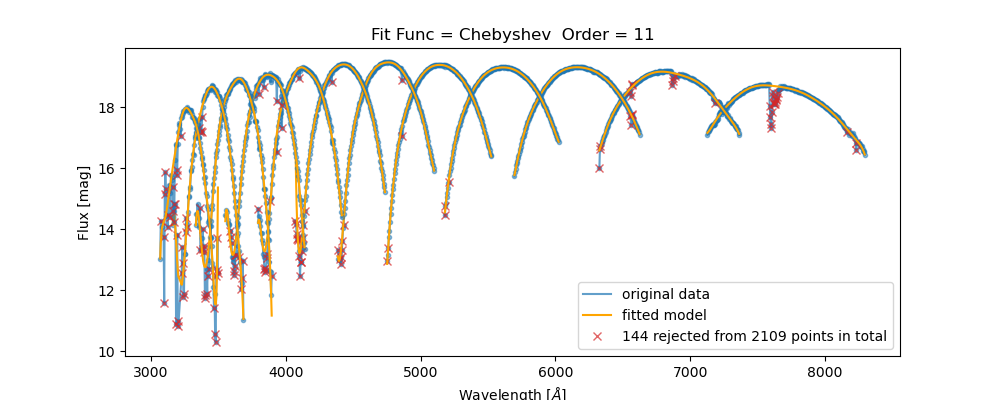 Fit Func = Chebyshev Order = 11
Flux [mag]
18
16
14
12
10
original data
fitted model
144 rejected from 2109 points in total
3000 4000 5000 6000 7000 8000
Wavelength [Å]